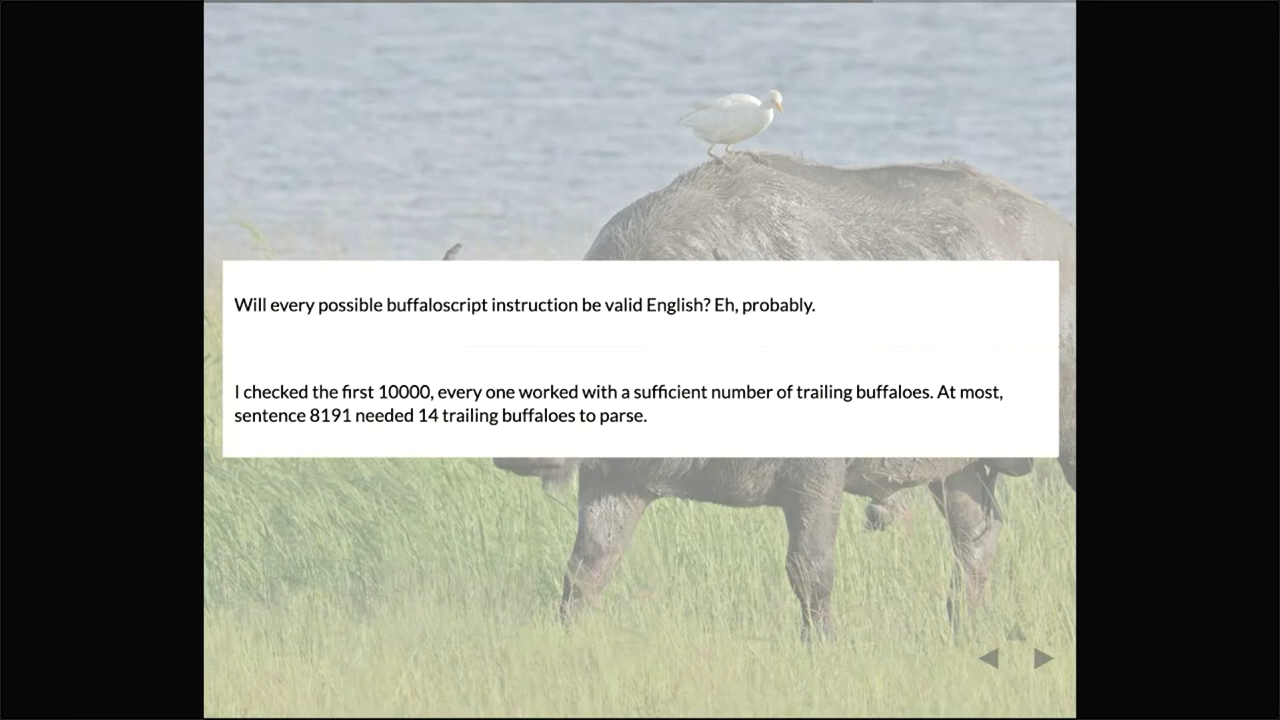 Will every possible buffaloscript instruction be valid English? Eh, probably.
I checked the first 10000, every one worked with a sufficient number of trailing buffaloes. At most,
sentence 8191 needed 14 trailing buffaloes to parse.